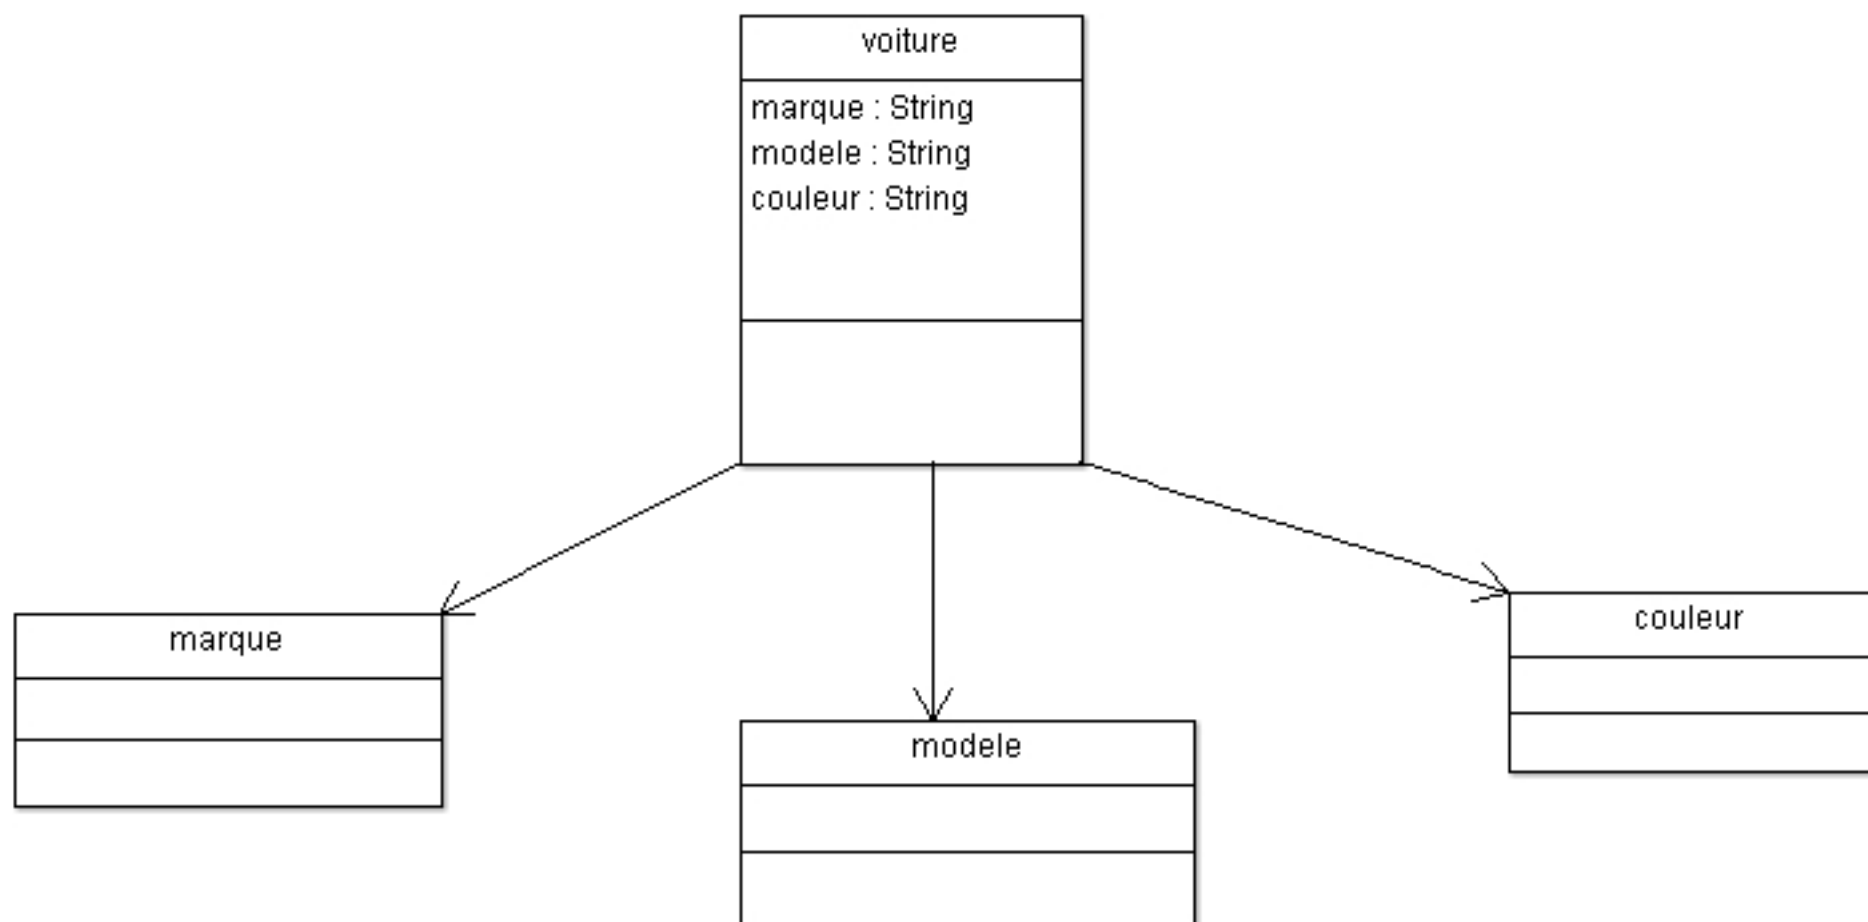 voiture
marque : String
modele : String
couleur : String
marque
modele
couleur